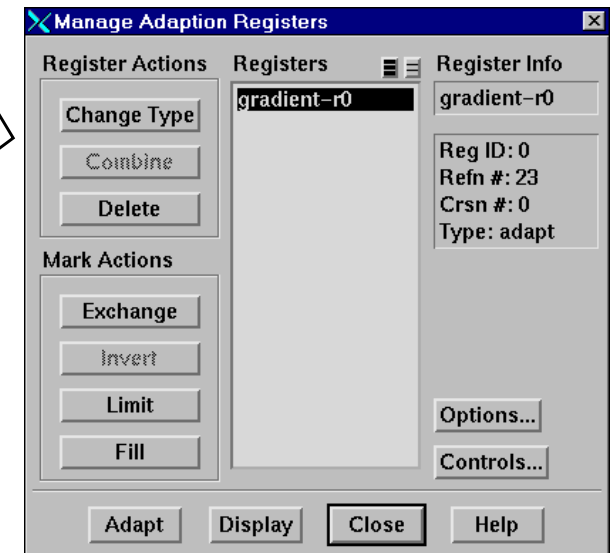 Manage Adaption Registers
Register Actions
Change Type
Combine
Delete
Mark Actions
Exchange
Invert
Limit
Fill
Registers
gradient-r0
Register Info
gradient-r0
Reg ID: 0
Refn #: 23
Crsn #: 0
Type: adapt
Options...
Controls...
Adapt Display Close Help